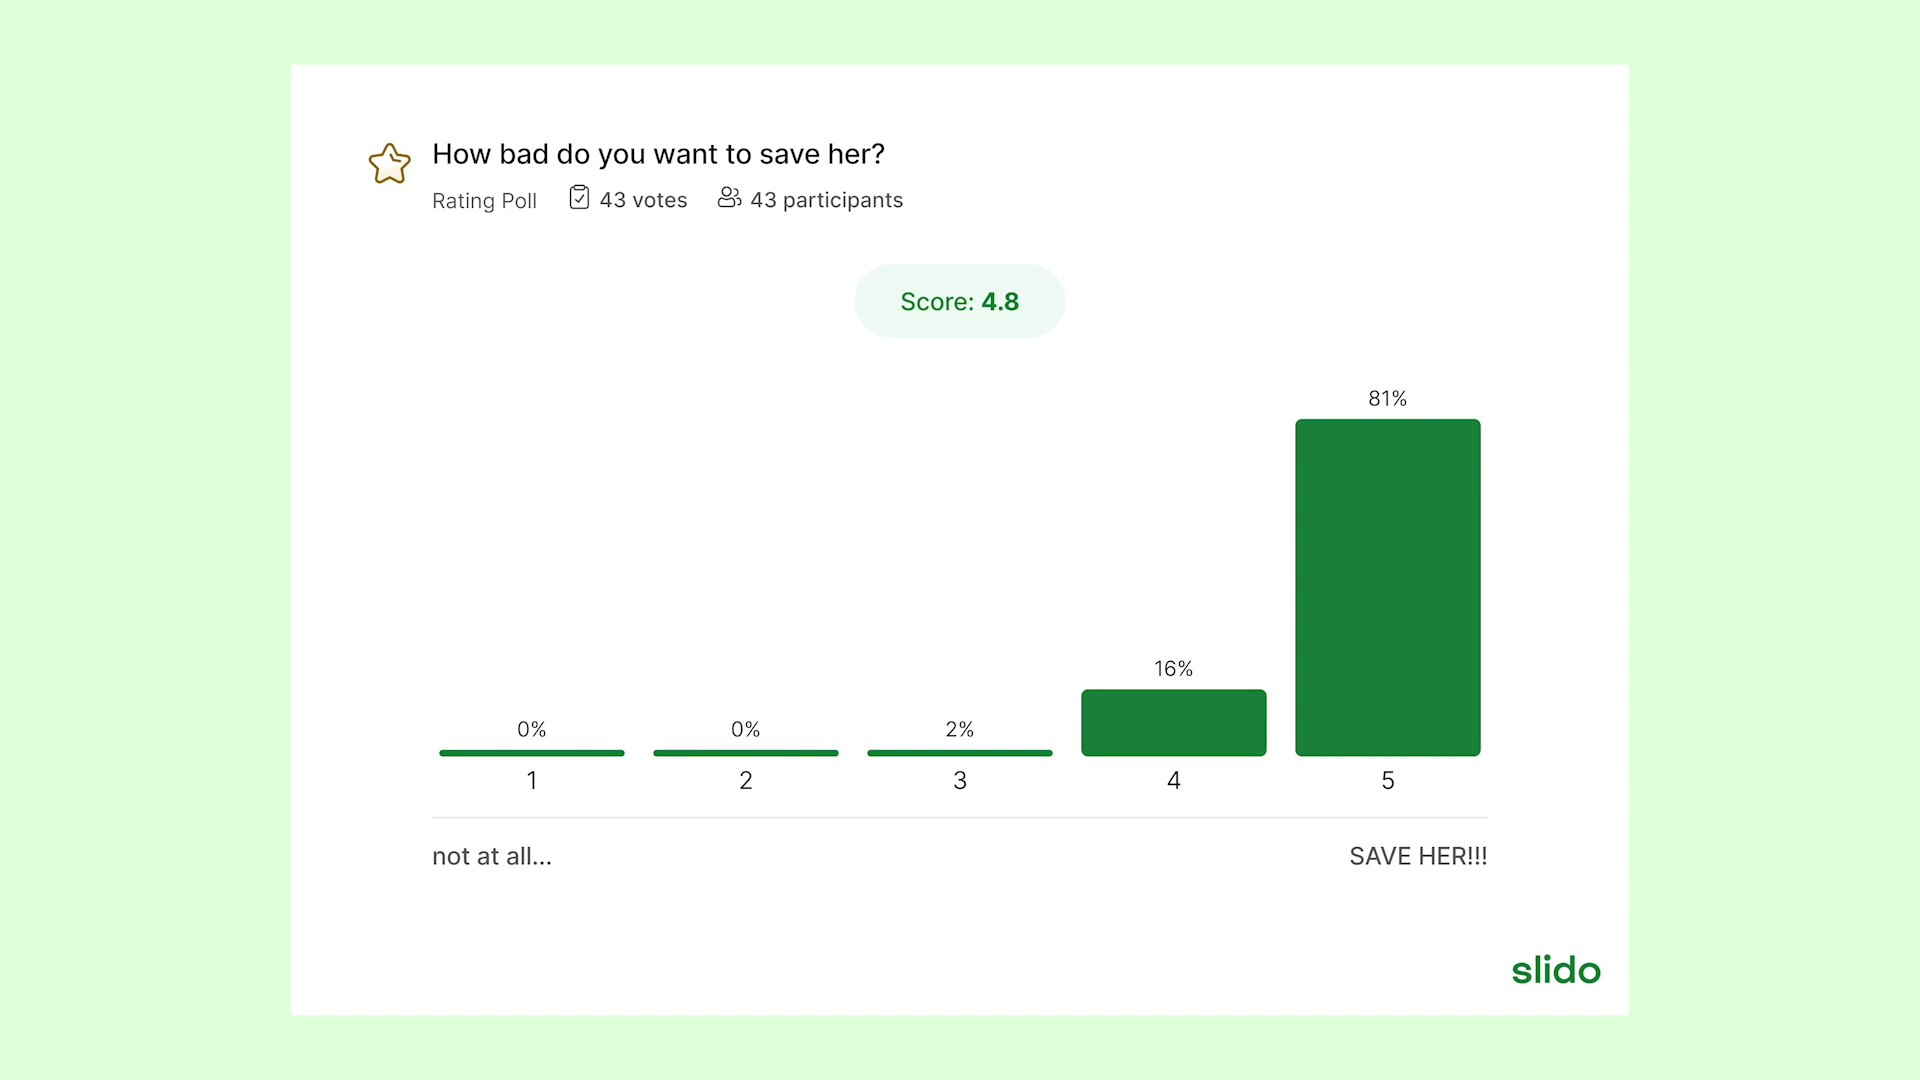 How bad do you want to save her?
Rating Poll 43 votes 43 participants
Score: 4.8
81%
16%
0% 0% 2%
1 2 3 4 5
not at all... SAVE HER!!!
slido